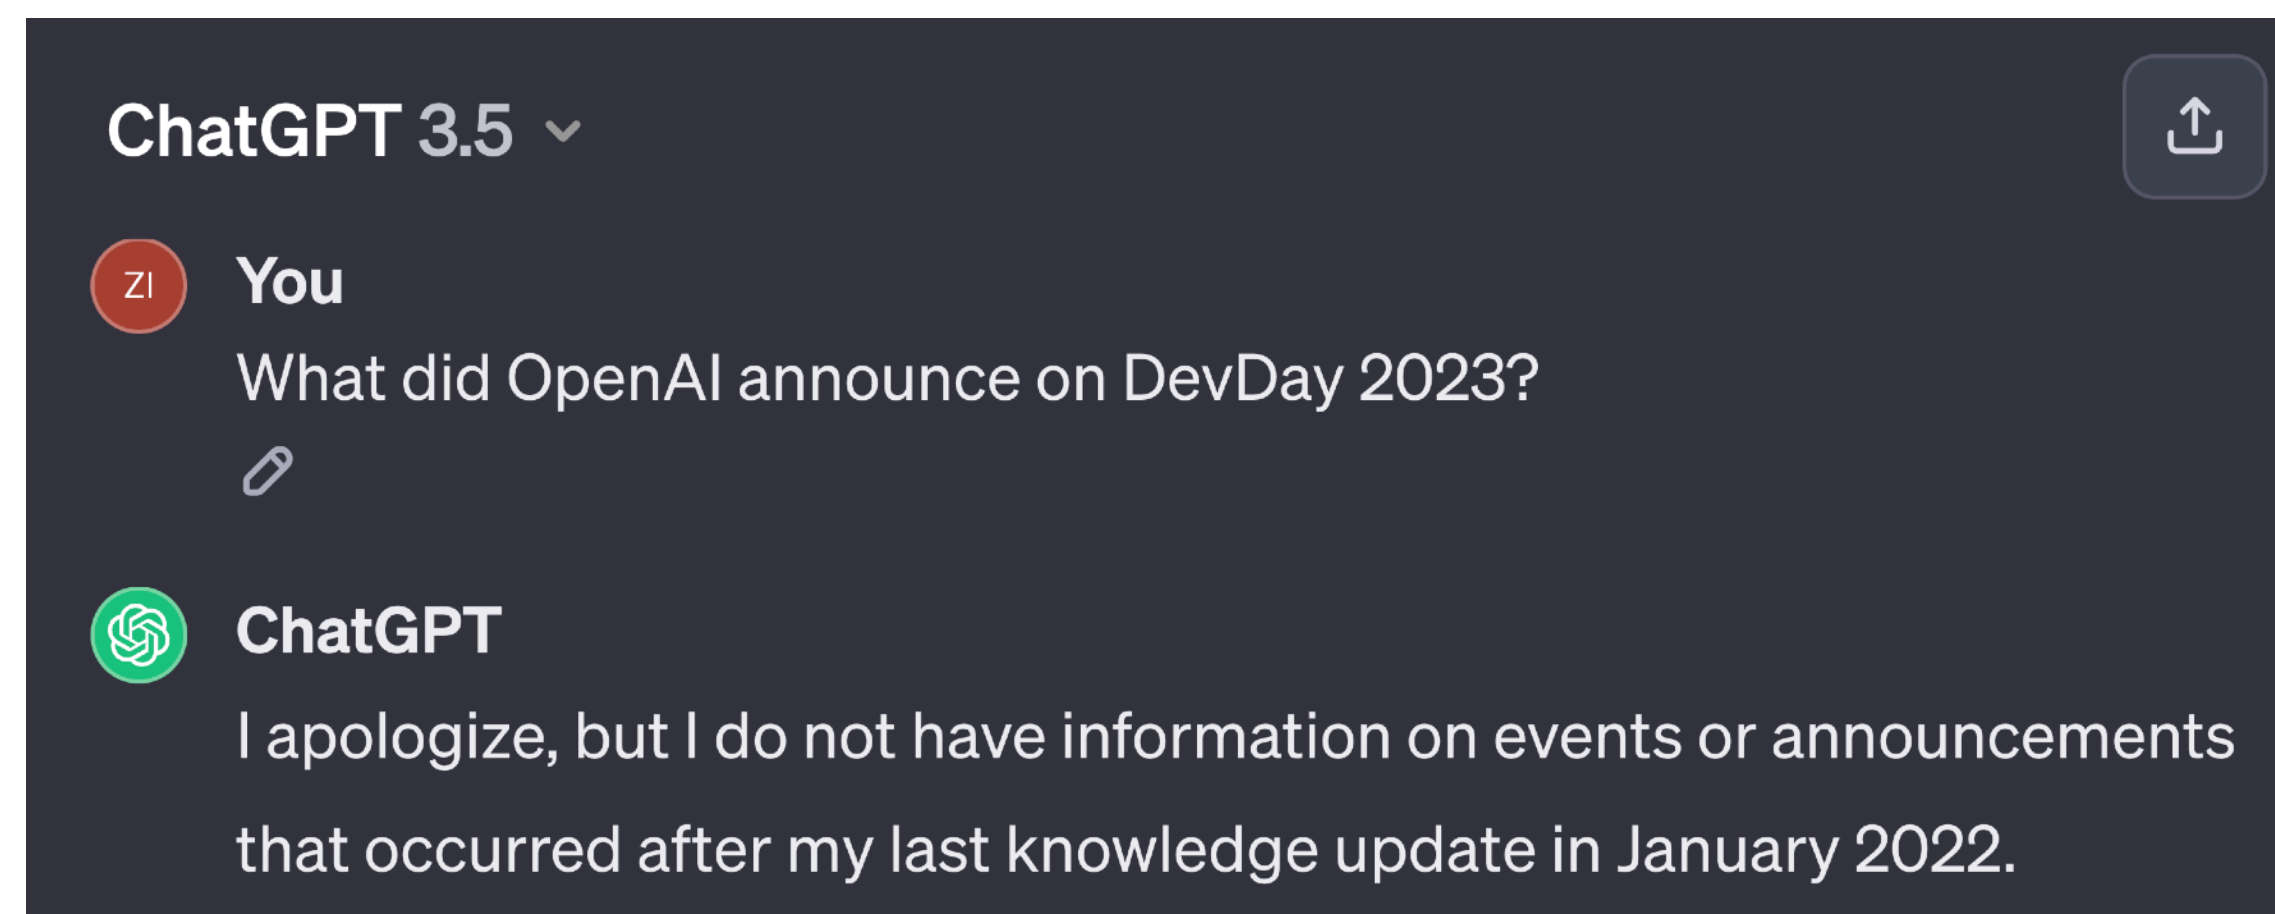 ChatGPT 3.5
ZI
You
What did OpenAI announce on DevDay 2023?
ChatGPT
I apologize, but I do not have information on events or announcements
that occurred after my last knowledge update in January 2022.